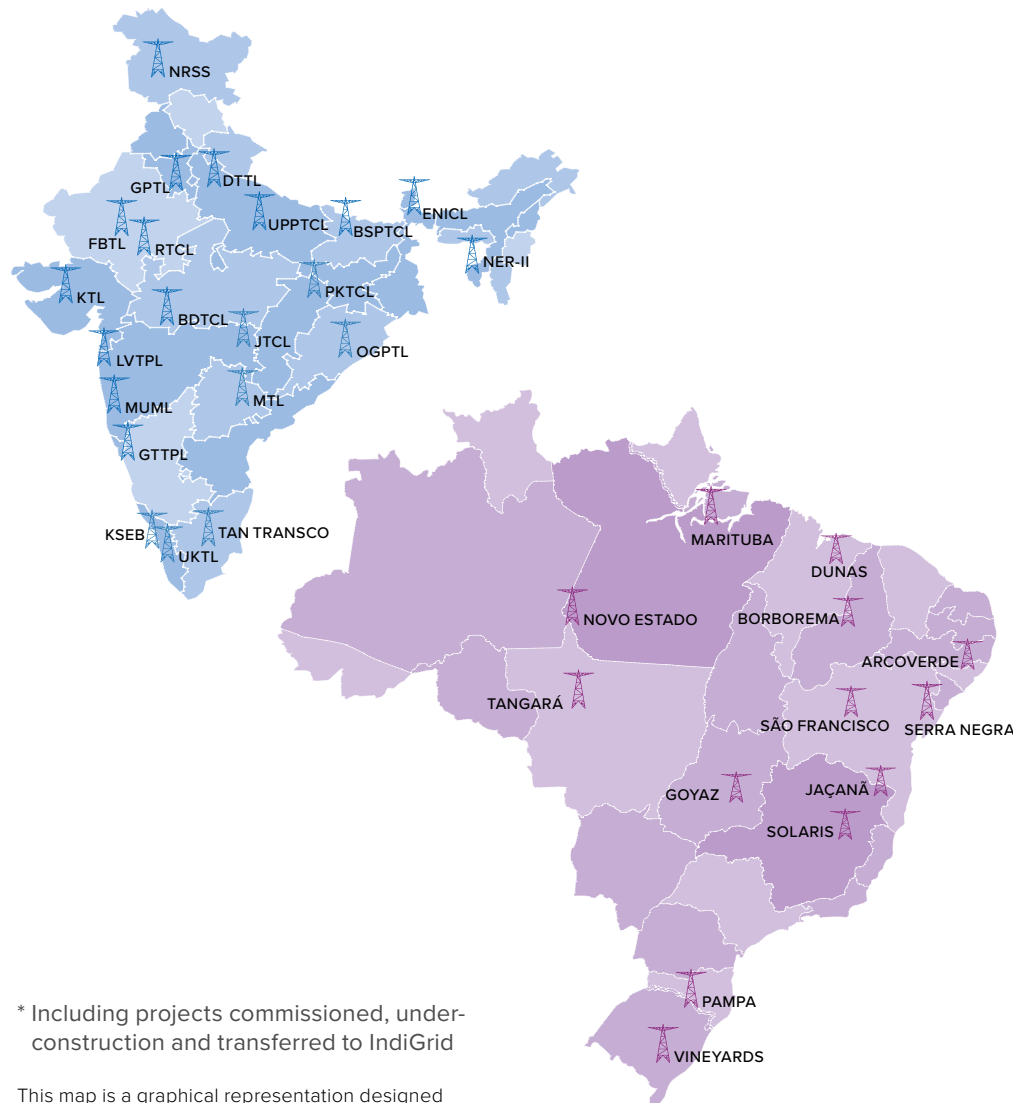 NRSS
GPTL
DTTL
UPPTCL
BSPTCL
ENICL
FBTL
RTCL
NER-II
KTL
PKTCL
BDTCL
JTCL
OGPTL
LVTPL
MUML
MTL
GTTPL
KSEB
TAN TRANSCO
UKTL
MARITUBA
DUNAS
NOVO ESTADO
BORBOREMA
ARCOVERDE
TANGARÁ
SÃO FRANCISCO
SERRA NEGRA
GOYAZ
JAÇANÃ
SOLARIS
PAMPA
VINEYARDS
* Including projects commissioned, under-
construction and transferred to IndiGrid
This map is a graphical representation designed